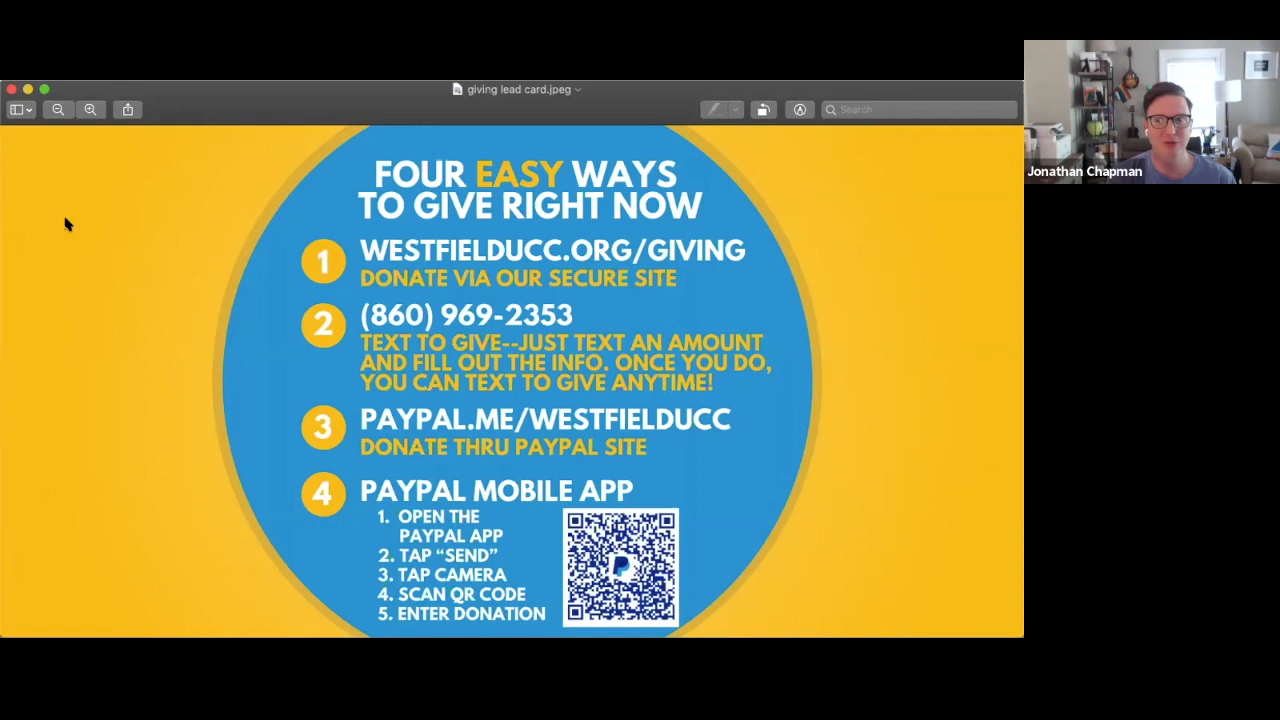 giving lead card.jpeg
Search
Jonathan Chapman
FOUR EASY WAYS
TO GIVE RIGHT NOW
1 WESTFIELDUCC.ORG/GIVING
DONATE VIA OUR SECURE SITE
2 (860) 969-2353
TEXT TO GIVE--JUST TEXT AN AMOUNT
AND FILL OUT THE INFO. ONCE YOU DO,
YOU CAN TEXT TO GIVE ANYTIME!
3 PAYPAL.ME/WESTFIELDUCC
DONATE THRU PAYPAL SITE
4 PAYPAL MOBILE APP
1. OPEN THE
PAYPAL APP
2. TAP “SEND”
3. TAP CAMERA
4. SCAN QR CODE
5. ENTER DONATION